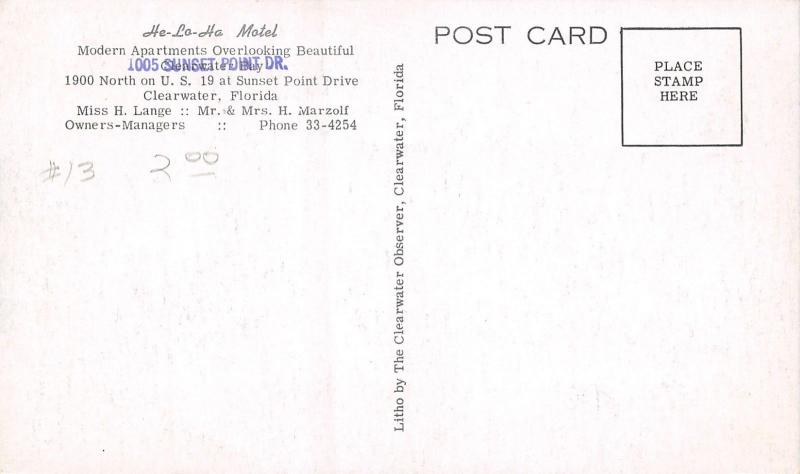 He-La-Ha Motel
Modern Apartments Overlooking Beautiful
Clearwater Bay
1005 SUNSET POINT DR.
1900 North on U. S. 19 at Sunset Point Drive
Clearwater, Florida
Miss H. Lange :: Mr. & Mrs. H. Marzolf
Owners-Managers :: Phone 33-4254
#13 2 00
Litho by The Clearwater Observer, Clearwater, Florida
POST CARD
PLACE
STAMP
HERE